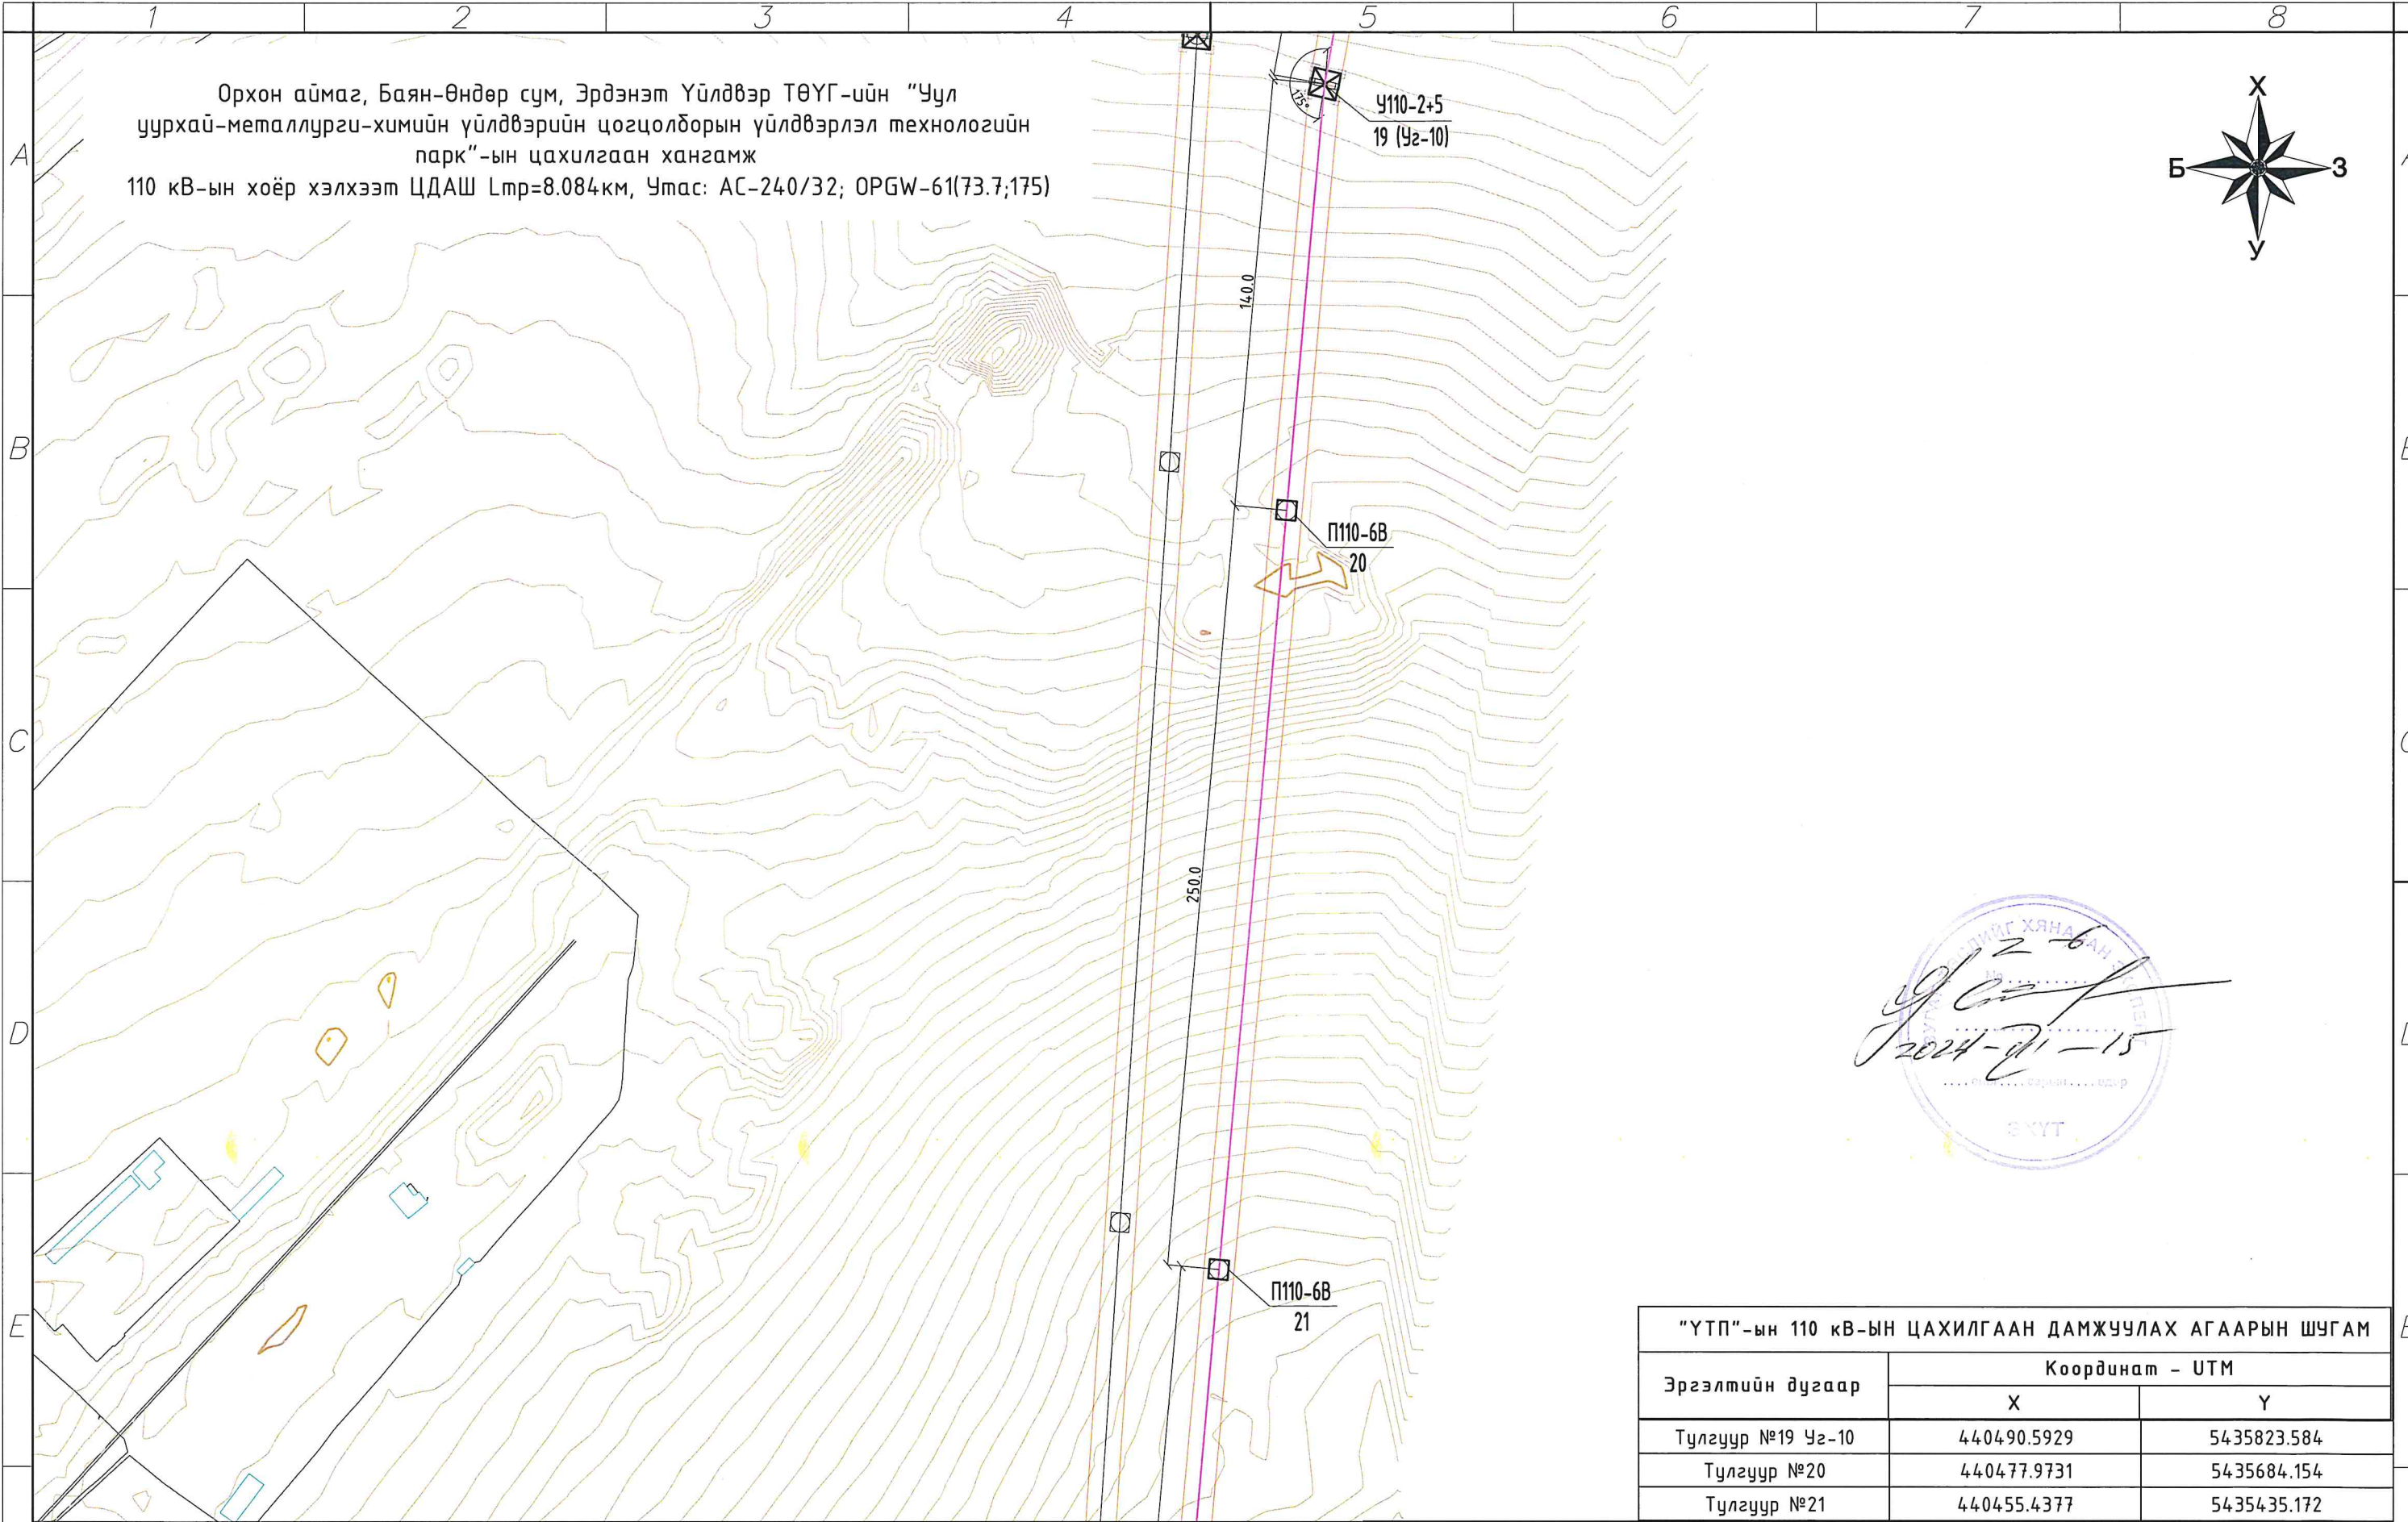 1 2 3 4 5 6 7 8
Орхон аймаг, Баян-Өндөр сум, Эрдэнэт Үйлдвэр ТӨҮГ-ийн "Уул
уурхай-металлурги-химийн үйлдвэрийн цогцолборын үйлдвэрлэл технологийн
парк"-ын цахилгаан хангамж
110 кВ-ын хоёр хэлхээт ЦДАШ Lтр=8.084км, Утас: АС-240/32; OPGW-61(73.7;175)
A
B
C
D
E
175°
У110-2+5
19 (Уг-10)
Х
Б З
У
140.0
П110-6В
20
250.0
П110-6В
21
ХЯНА
№
2024
15
"ҮТП"-ын 110 кВ-ЫН ЦАХИЛГААН ДАМЖУУЛАХ АГААРЫН ШУГАМ
Эргэлтийн дугаар
Координат - UTM
X Y
Тулгуур №19 Уг-10 440490.5929 5435823.584
Тулгуур №20 440477.9731 5435684.154
Тулгуур №21 440455.4377 5435435.172